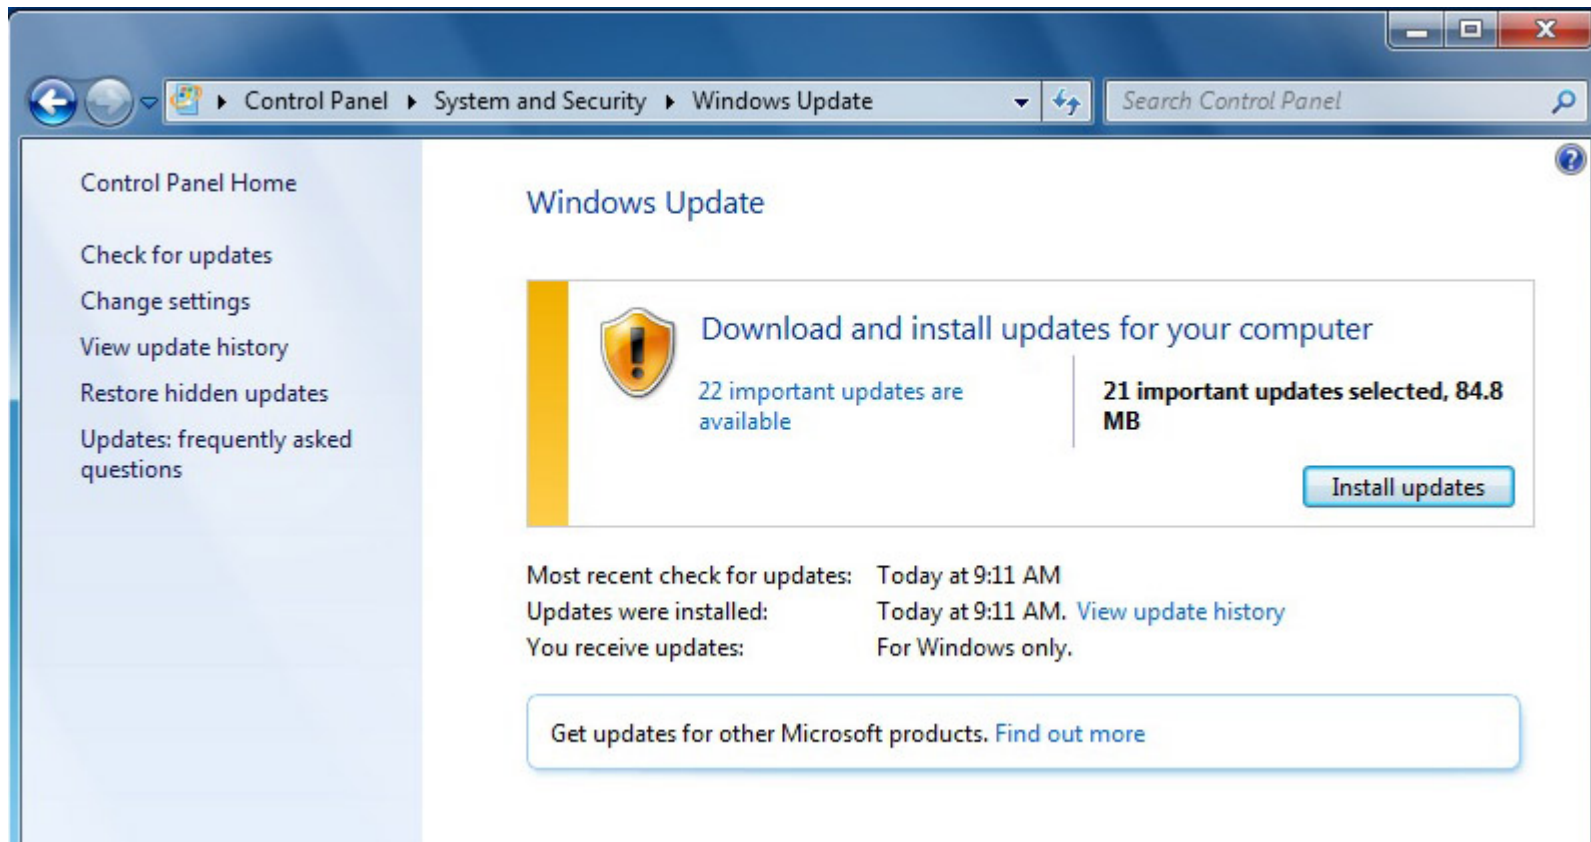 Control Panel ▸ System and Security ▸ Windows Update
Search Control Panel
Control Panel Home
Check for updates
Change settings
View update history
Restore hidden updates
Updates: frequently asked
questions
Windows Update
Download and install updates for your computer
22 important updates are
available
21 important updates selected, 84.8
MB
Install updates
Most recent check for updates: Today at 9:11 AM
Updates were installed: Today at 9:11 AM. View update history
You receive updates: For Windows only.
Get updates for other Microsoft products. Find out more